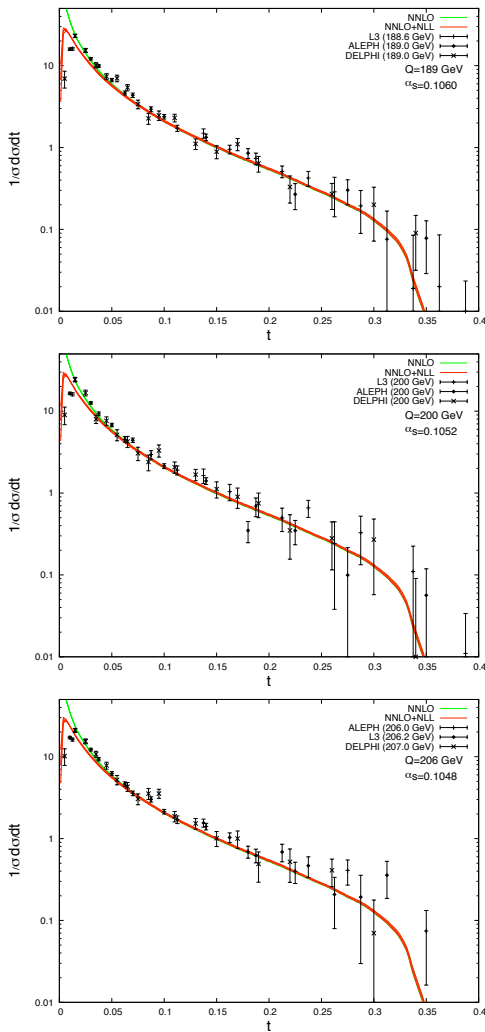 NNLO
NNLO+NLL
L3 (188.6 GeV)
ALEPH (189.0 GeV)
DELPHI (189.0 GeV)
Q=189 GeV
αs=0.1060
1/σ dσ/dt
10
1
0.1
0.01
0 0.05 0.1 0.15 0.2 0.25 0.3 0.35 0.4
t
NNLO
NNLO+NLL
L3 (200 GeV)
ALEPH (200 GeV)
DELPHI (200 GeV)
Q=200 GeV
αs=0.1052
1/σ dσ/dt
10
1
0.1
0.01
0 0.05 0.1 0.15 0.2 0.25 0.3 0.35 0.4
t
NNLO
NNLO+NLL
ALEPH (206.0 GeV)
L3 (206.2 GeV)
DELPHI (207.0 GeV)
Q=206 GeV
αs=0.1048
1/σ dσ/dt
10
1
0.1
0.01
0 0.05 0.1 0.15 0.2 0.25 0.3 0.35 0.4
t